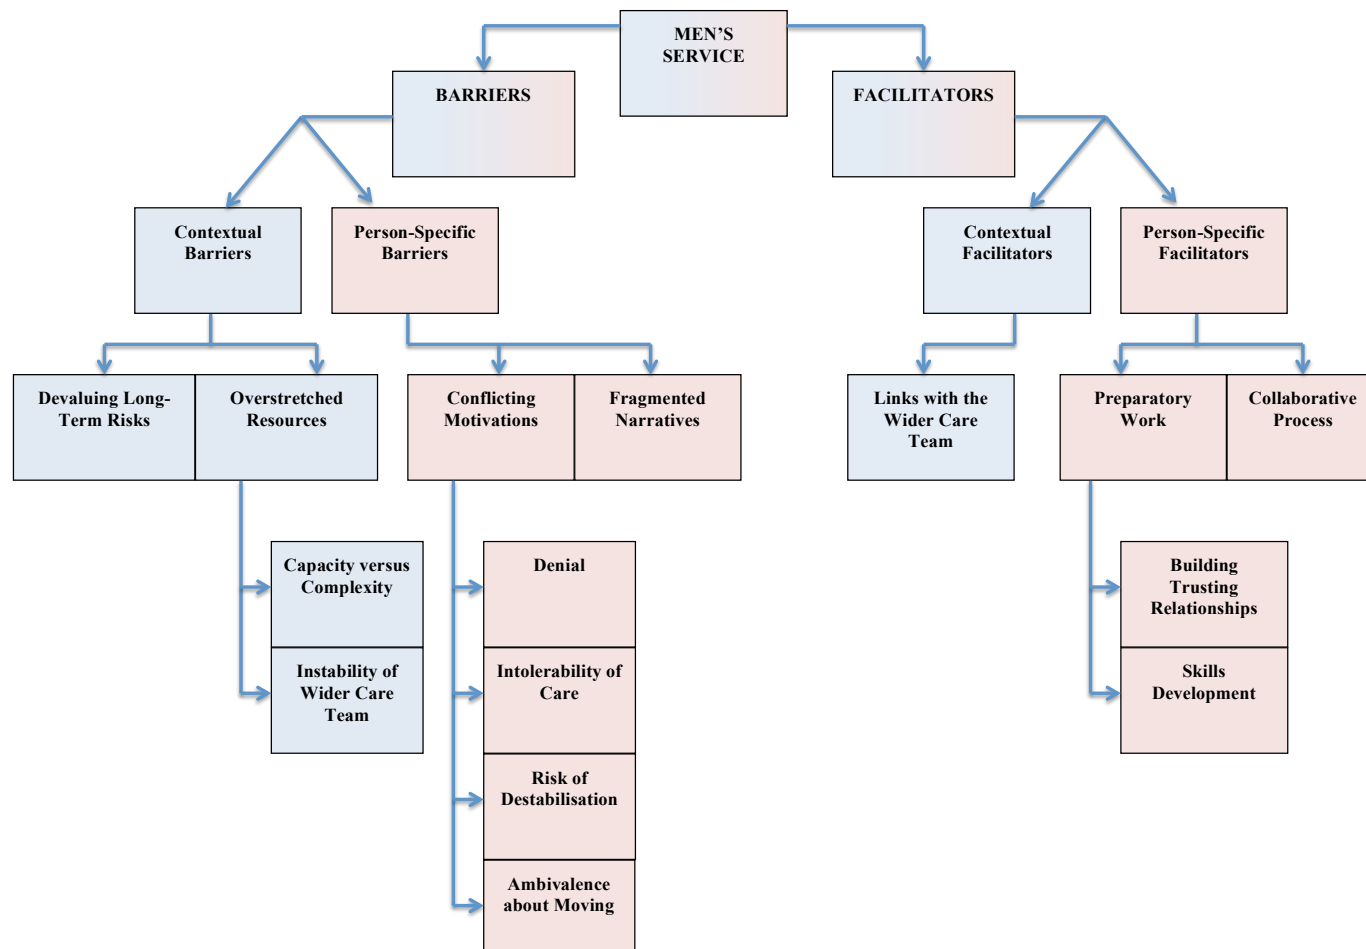 MEN’S
SERVICE
BARRIERS
FACILITATORS
Contextual
Barriers
Person-Specific
Barriers
Contextual
Facilitators
Person-Specific
Facilitators
Devaluing Long-
Term Risks
Overstretched
Resources
Conflicting
Motivations
Fragmented
Narratives
Links with the
Wider Care
Team
Preparatory
Work
Collaborative
Process
Capacity versus
Complexity
Instability of
Wider Care
Team
Denial
Intolerability of
Care
Risk of
Destabilisation
Ambivalence
about Moving
Building
Trusting
Relationships
Skills
Development